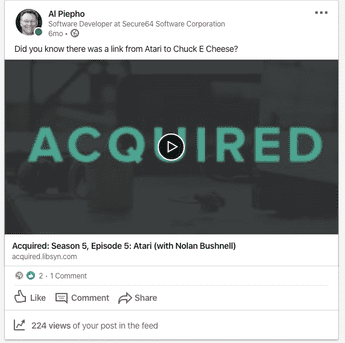 Al Piepho
Software Developer at Secure64 Software Corporation
6mo •
Did you know there was a link from Atari to Chuck E Cheese?
ACQUIRED
Acquired: Season 5, Episode 5: Atari (with Nolan Bushnell)
acquired.libsyn.com
2 · 1 Comment
Like Comment Share
224 views of your post in the feed